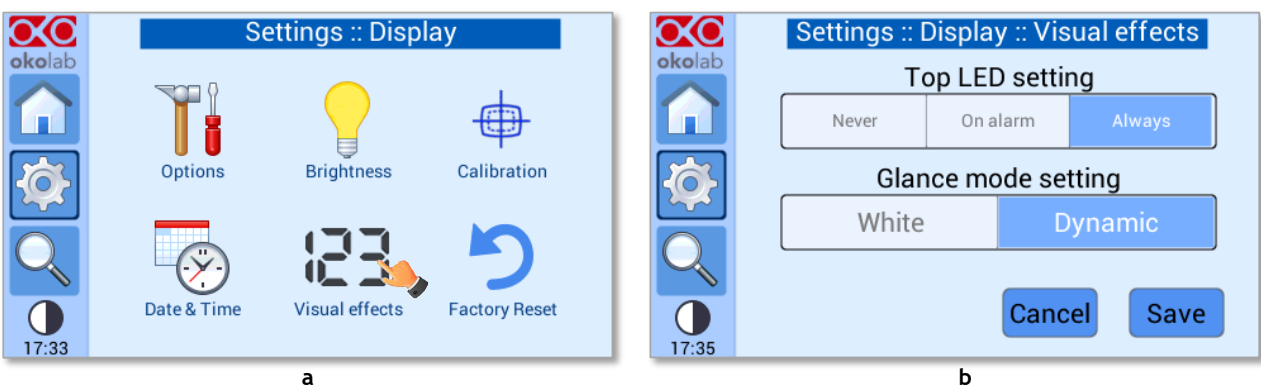 okolab
Settings :: Display
Options
Brightness
Calibration
123
Date & Time
Visual effects
Factory Reset
17:33
a
okolab
Settings :: Display :: Visual effects
Top LED setting
Never
On alarm
Always
Glance mode setting
White
Dynamic
Cancel
Save
17:35
b